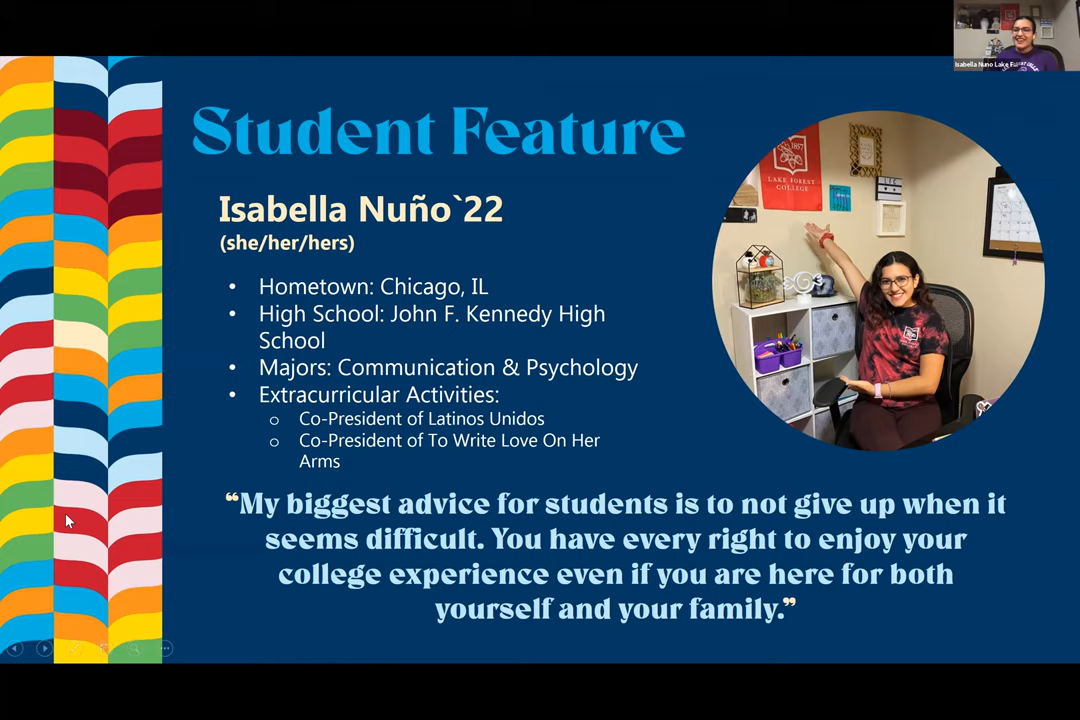 Isabella Nuno Lake
Student Feature
Isabella Nuño`22
(she/her/hers)
• Hometown: Chicago, IL
• High School: John F. Kennedy High
School
• Majors: Communication & Psychology
• Extracurricular Activities:
o Co-President of Latinos Unidos
o Co-President of To Write Love On Her
Arms
1857
LAKE FOREST
COLLEGE
“My biggest advice for students is to not give up when it
seems difficult. You have every right to enjoy your
college experience even if you are here for both
yourself and your family.”